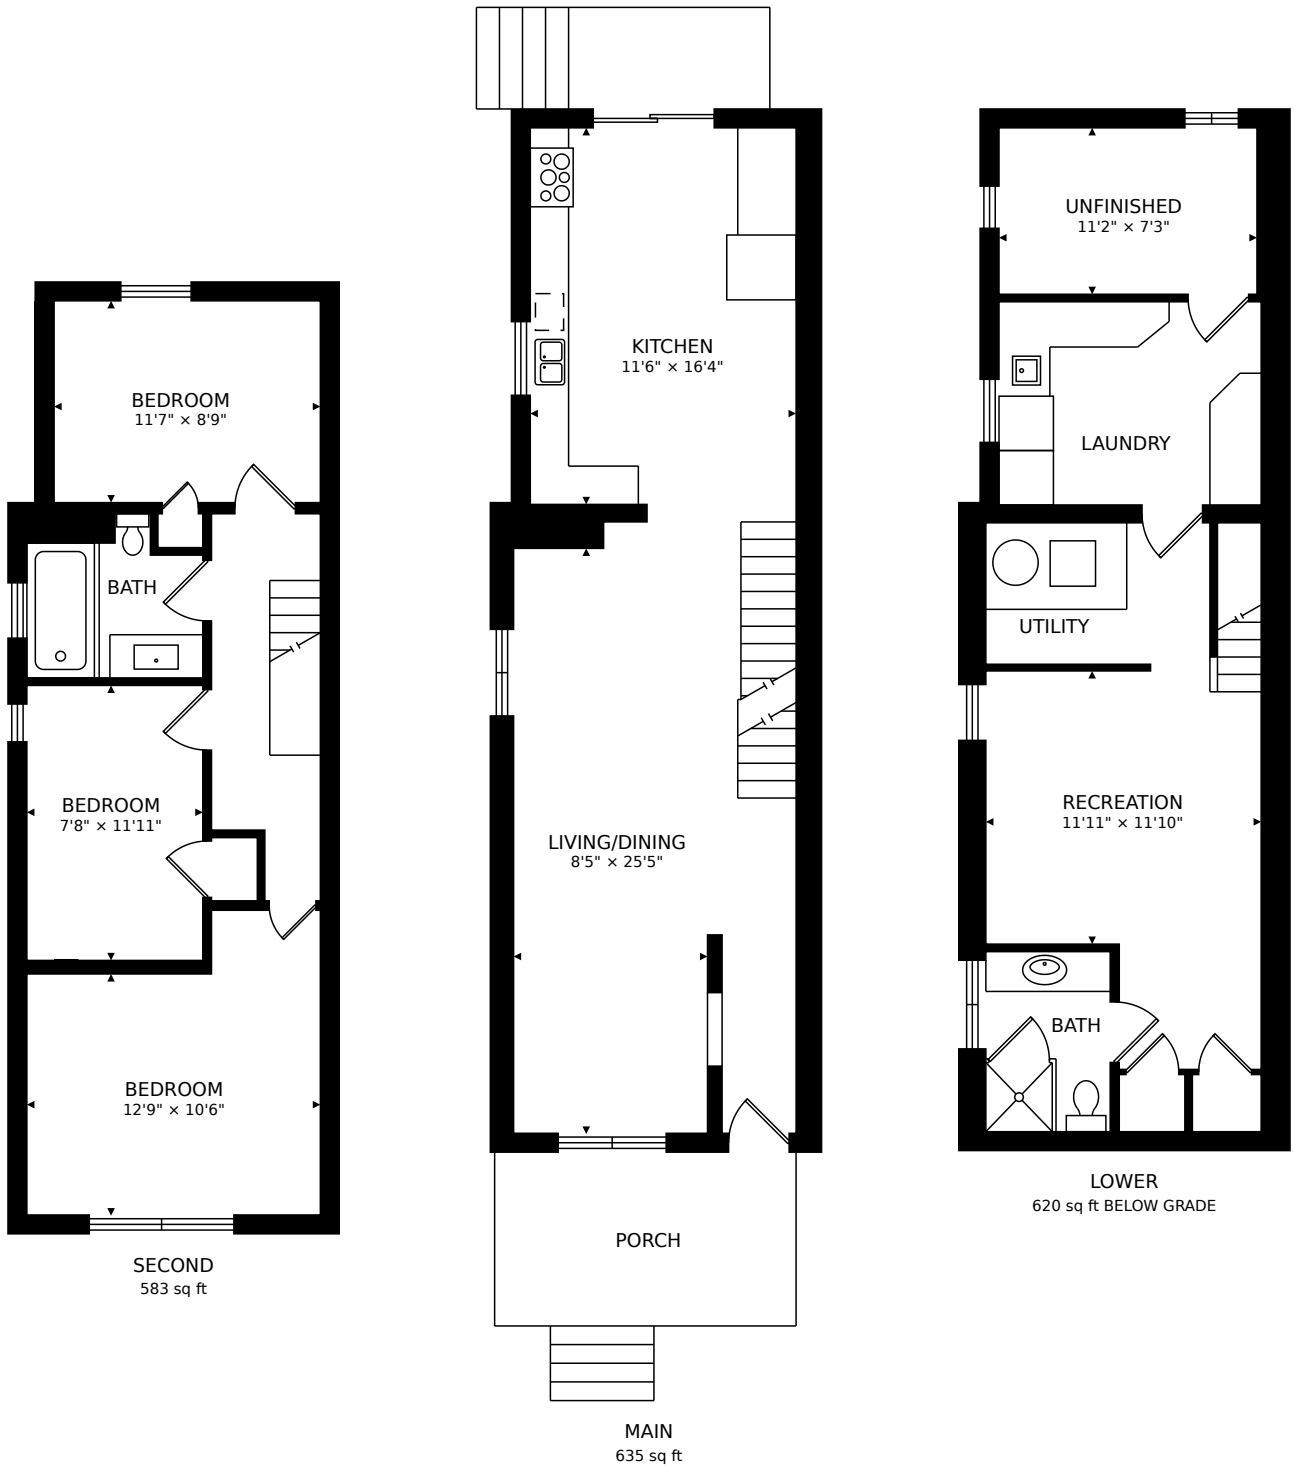 BEDROOM
11'7" × 8'9"
BATH
BEDROOM
7'8" × 11'11"
BEDROOM
12'9" × 10'6"
SECOND
583 sq ft
KITCHEN
11'6" × 16'4"
LIVING/DINING
8'5" × 25'5"
PORCH
MAIN
635 sq ft
UNFINISHED
11'2" × 7'3"
LAUNDRY
UTILITY
RECREATION
11'11" × 11'10"
BATH
LOWER
620 sq ft BELOW GRADE